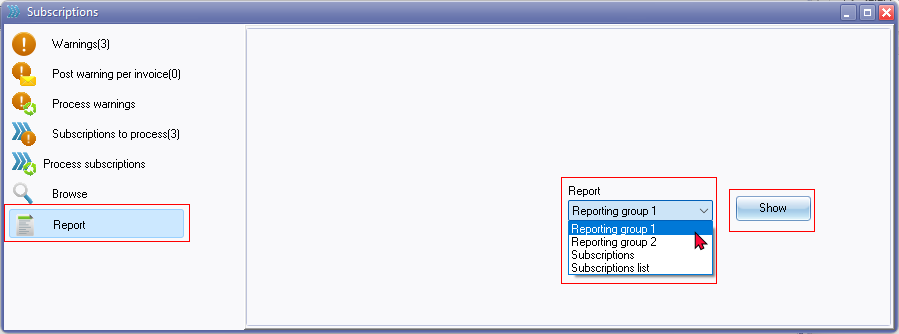 Subscriptions
Warnings(3)
Post warning per invoice(0)
Process warnings
Subscriptions to process(3)
Process subscriptions
Browse
Report
Report
Reporting group 1
Reporting group 1
Reporting group 2
Subscriptions
Subscriptions list
Show